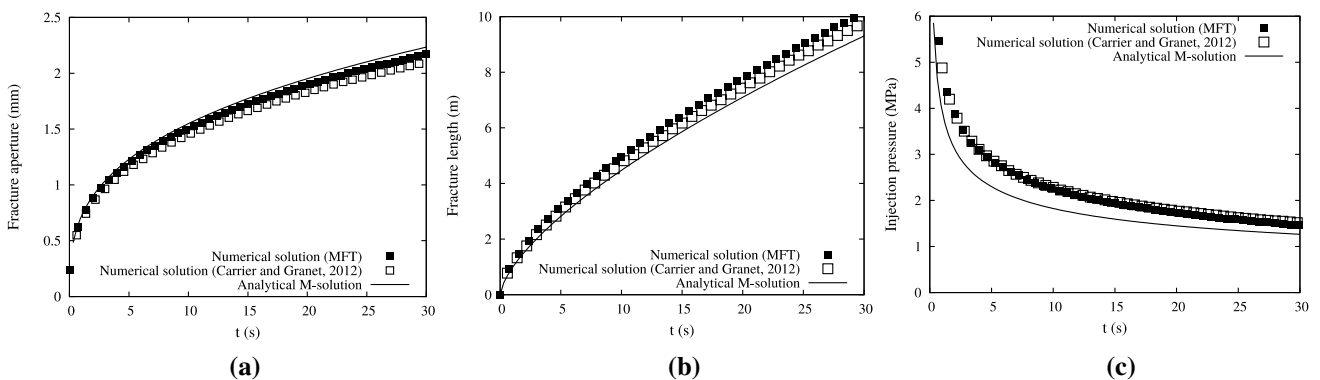 Fracture aperture (mm)
2.5
2
1.5
1
0.5
0
Numerical solution (MFT)
Numerical solution (Carrier and Granet, 2012)
Analytical M-solution
0 5 10 15 20 25 30
t (s)
(a)
Fracture length (m)
10
8
6
4
2
0
Numerical solution (MFT)
Numerical solution (Carrier and Granet, 2012)
Analytical M-solution
0 5 10 15 20 25 30
t (s)
(b)
Injection pressure (MPa)
6
5
4
3
2
1
0
Numerical solution (MFT)
Numerical solution (Carrier and Granet, 2012)
Analytical M-solution
0 5 10 15 20 25 30
t (s)
(c)